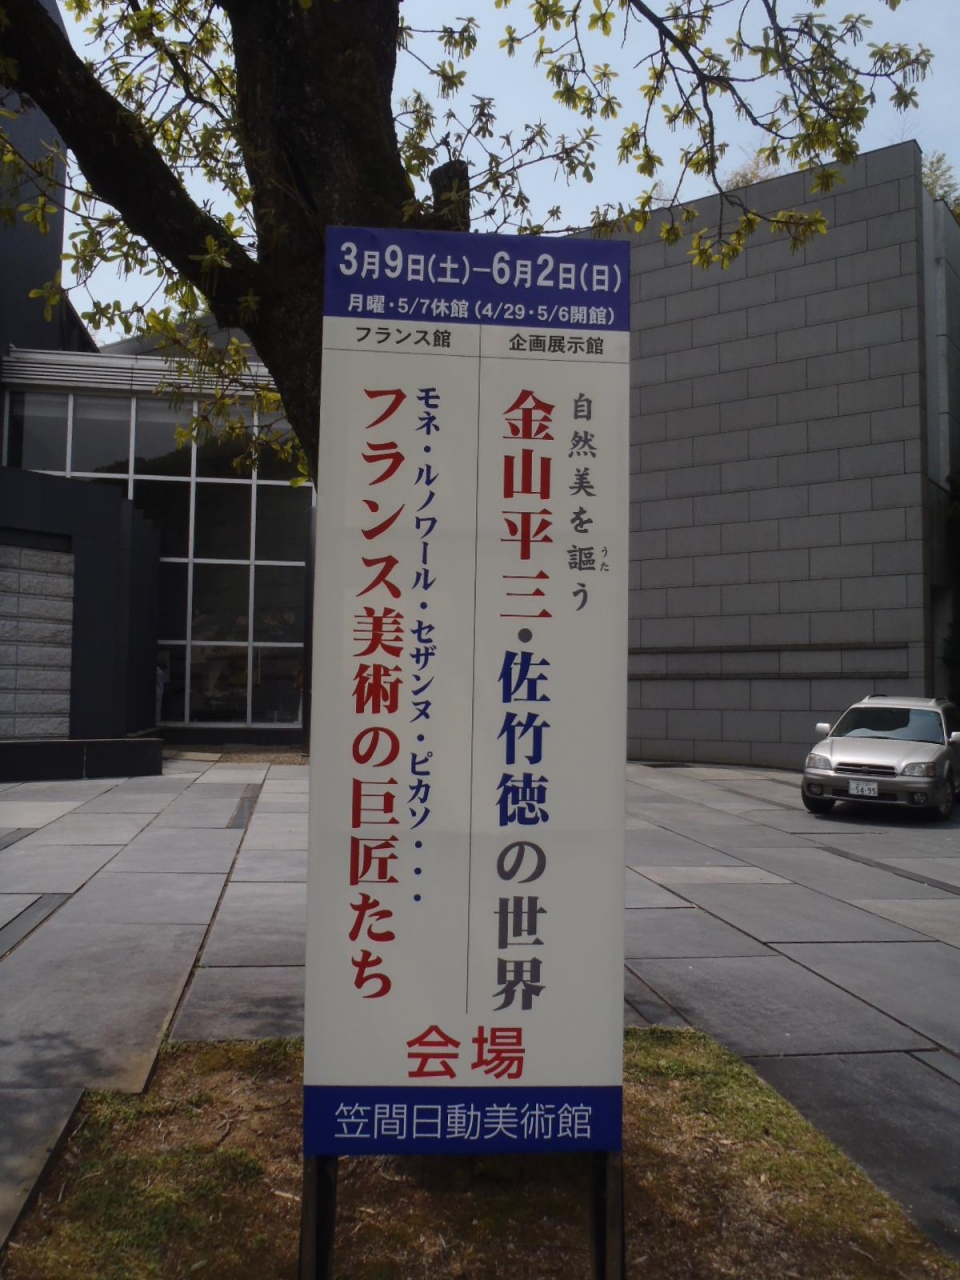 3月9日(土)－6月2日(日)
月曜・5/7休館(4/29・5/6開館)
企画展示館
自然美を謳う
うた
金山平三・佐竹徳の世界
フランス館
モネ・ルノワール・セザンヌ・ピカソ・・・
フランス美術の巨匠たち
会場
笠間日動美術館
54-95